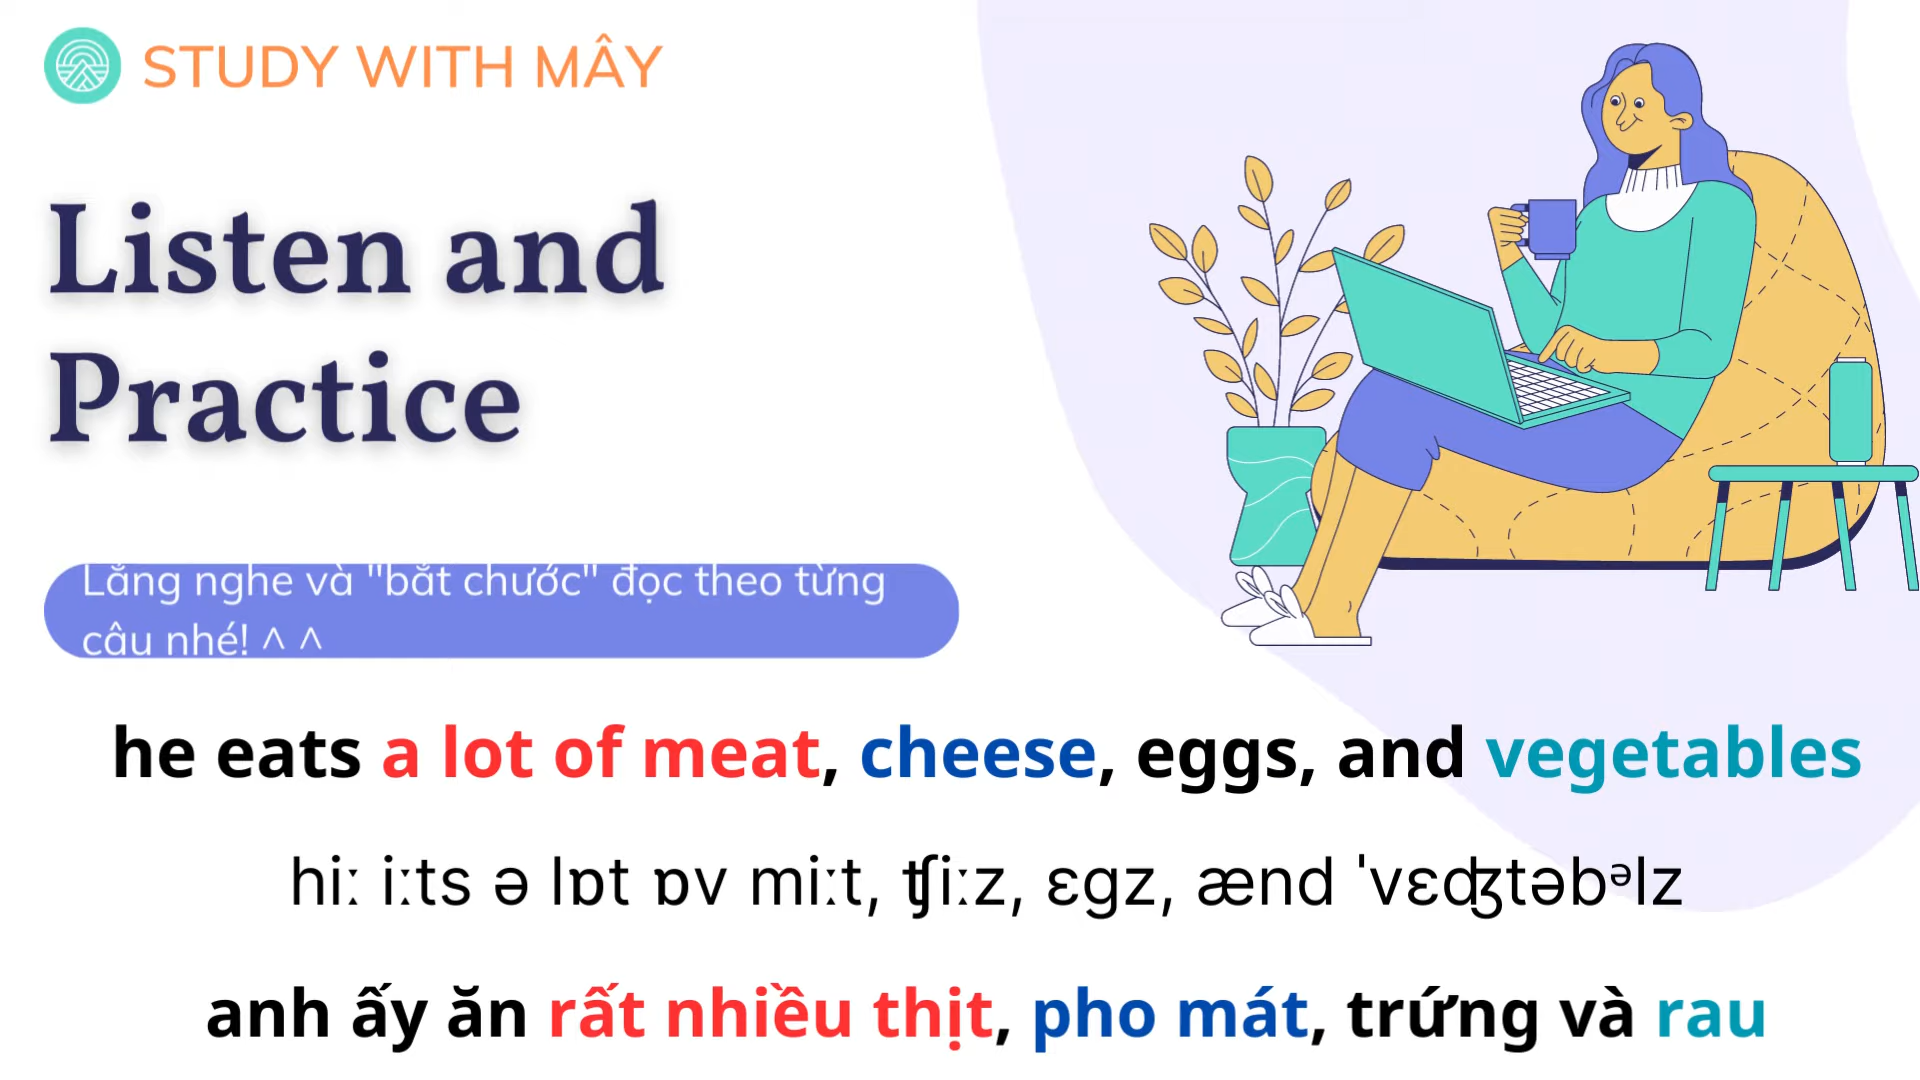 STUDY WITH MÂY
Listen and
Practice
Lắng nghe và "bắt chước" đọc theo từng
câu nhé! ^ ^
he eats a lot of meat, cheese, eggs, and vegetables
hiː iːts ə lɒt ɒv miːt, ʧiːz, ɛgz, ænd ˈvɛʤtəbᵊlz
anh ấy ăn rất nhiều thịt, pho mát, trứng và rau